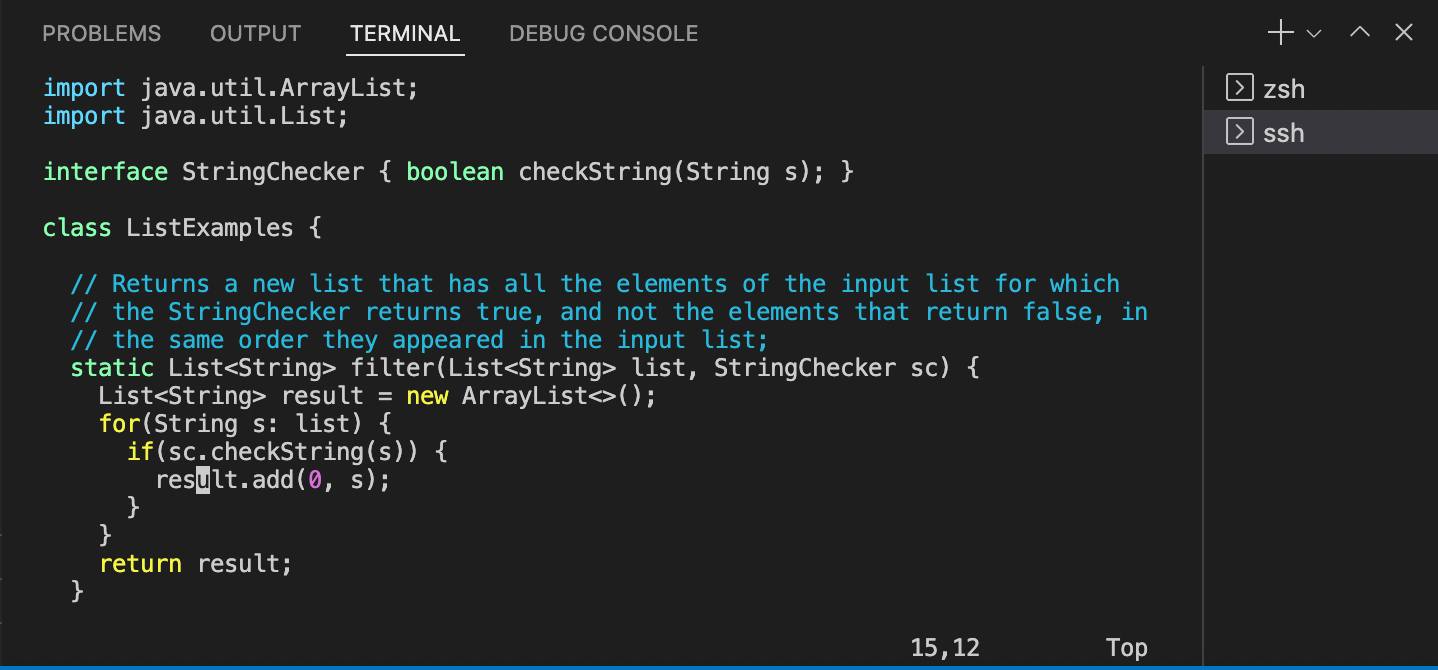 PROBLEMS OUTPUT TERMINAL DEBUG CONSOLE
import java.util.ArrayList;
import java.util.List;
interface StringChecker { boolean checkString(String s); }
class ListExamples {
// Returns a new list that has all the elements of the input list for which
// the StringChecker returns true, and not the elements that return false, in
// the same order they appeared in the input list;
static List<String> filter(List<String> list, StringChecker sc) {
List<String> result = new ArrayList<>();
for(String s: list) {
if(sc.checkString(s)) {
result.add(0, s);
}
}
return result;
}
15,12 Top
zsh
ssh